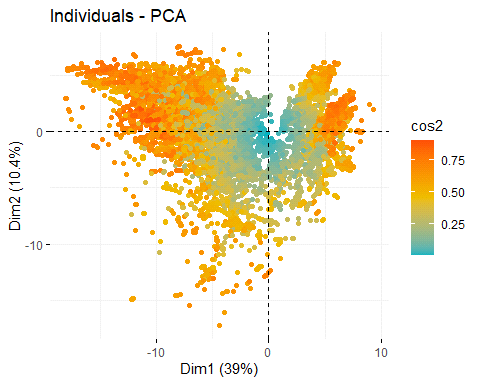 Individuals - PCA
cos2
0.75
0.50
0.25
0
-10
Dim2 (10.4%)
-10
0
10
Dim1 (39%)